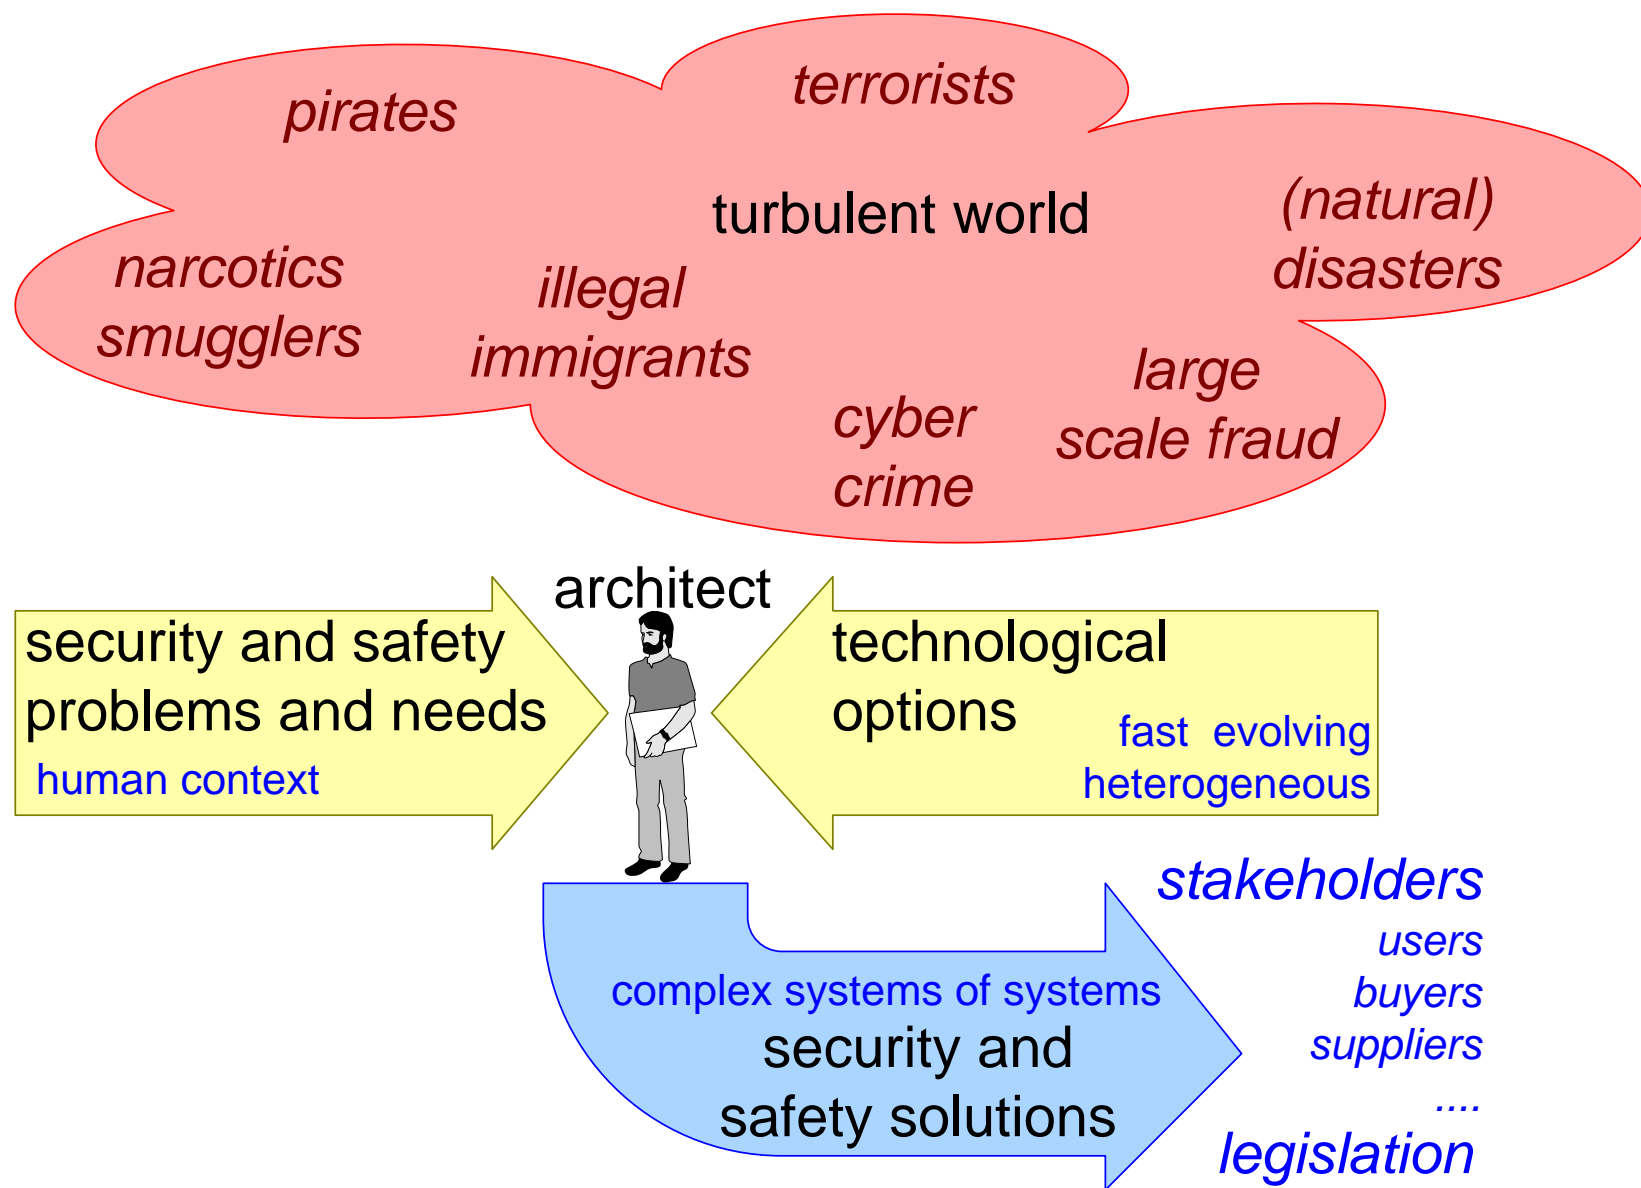 terrorists
pirates
turbulent world
(natural)
disasters
narcotics
smugglers
illegal
immigrants
large
scale fraud
cyber
crime
architect
security and safety
problems and needs
human context
technological
options
fast evolving
heterogeneous
stakeholders
users
buyers
suppliers
....
legislation
complex systems of systems
security and
safety solutions